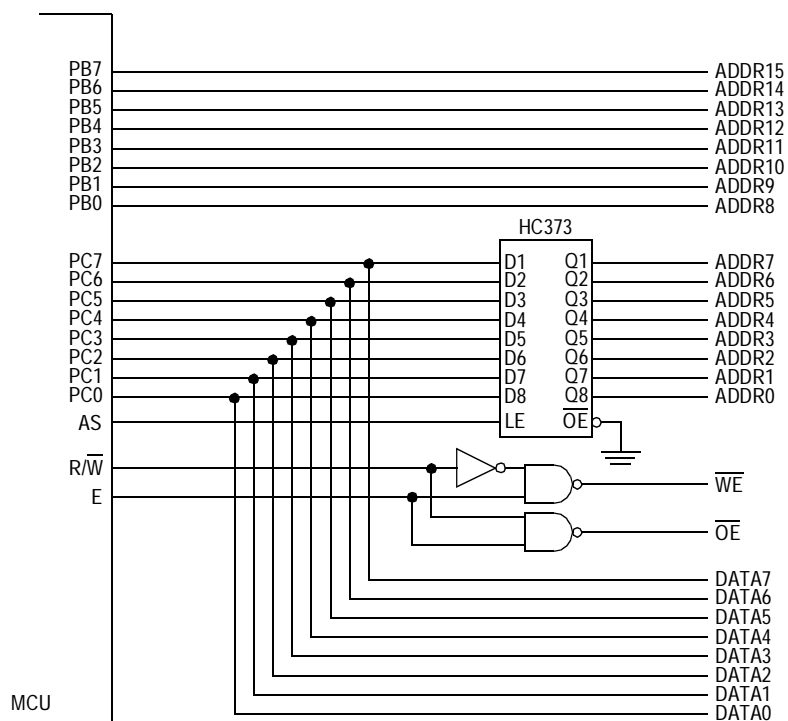 PB7 ADDR15
PB6 ADDR14
PB5 ADDR13
PB4 ADDR12
PB3 ADDR11
PB2 ADDR10
PB1 ADDR9
PB0 ADDR8
HC373
PC7 D1 Q1 ADDR7
PC6 D2 Q2 ADDR6
PC5 D3 Q3 ADDR5
PC4 D4 Q4 ADDR4
PC3 D5 Q5 ADDR3
PC2 D6 Q6 ADDR2
PC1 D7 Q7 ADDR1
PC0 D8 Q8 ADDR0
AS LE O̅E̅
R/W̅
E W̅E̅
O̅E̅
DATA7
DATA6
DATA5
DATA4
DATA3
DATA2
MCU DATA1
DATA0